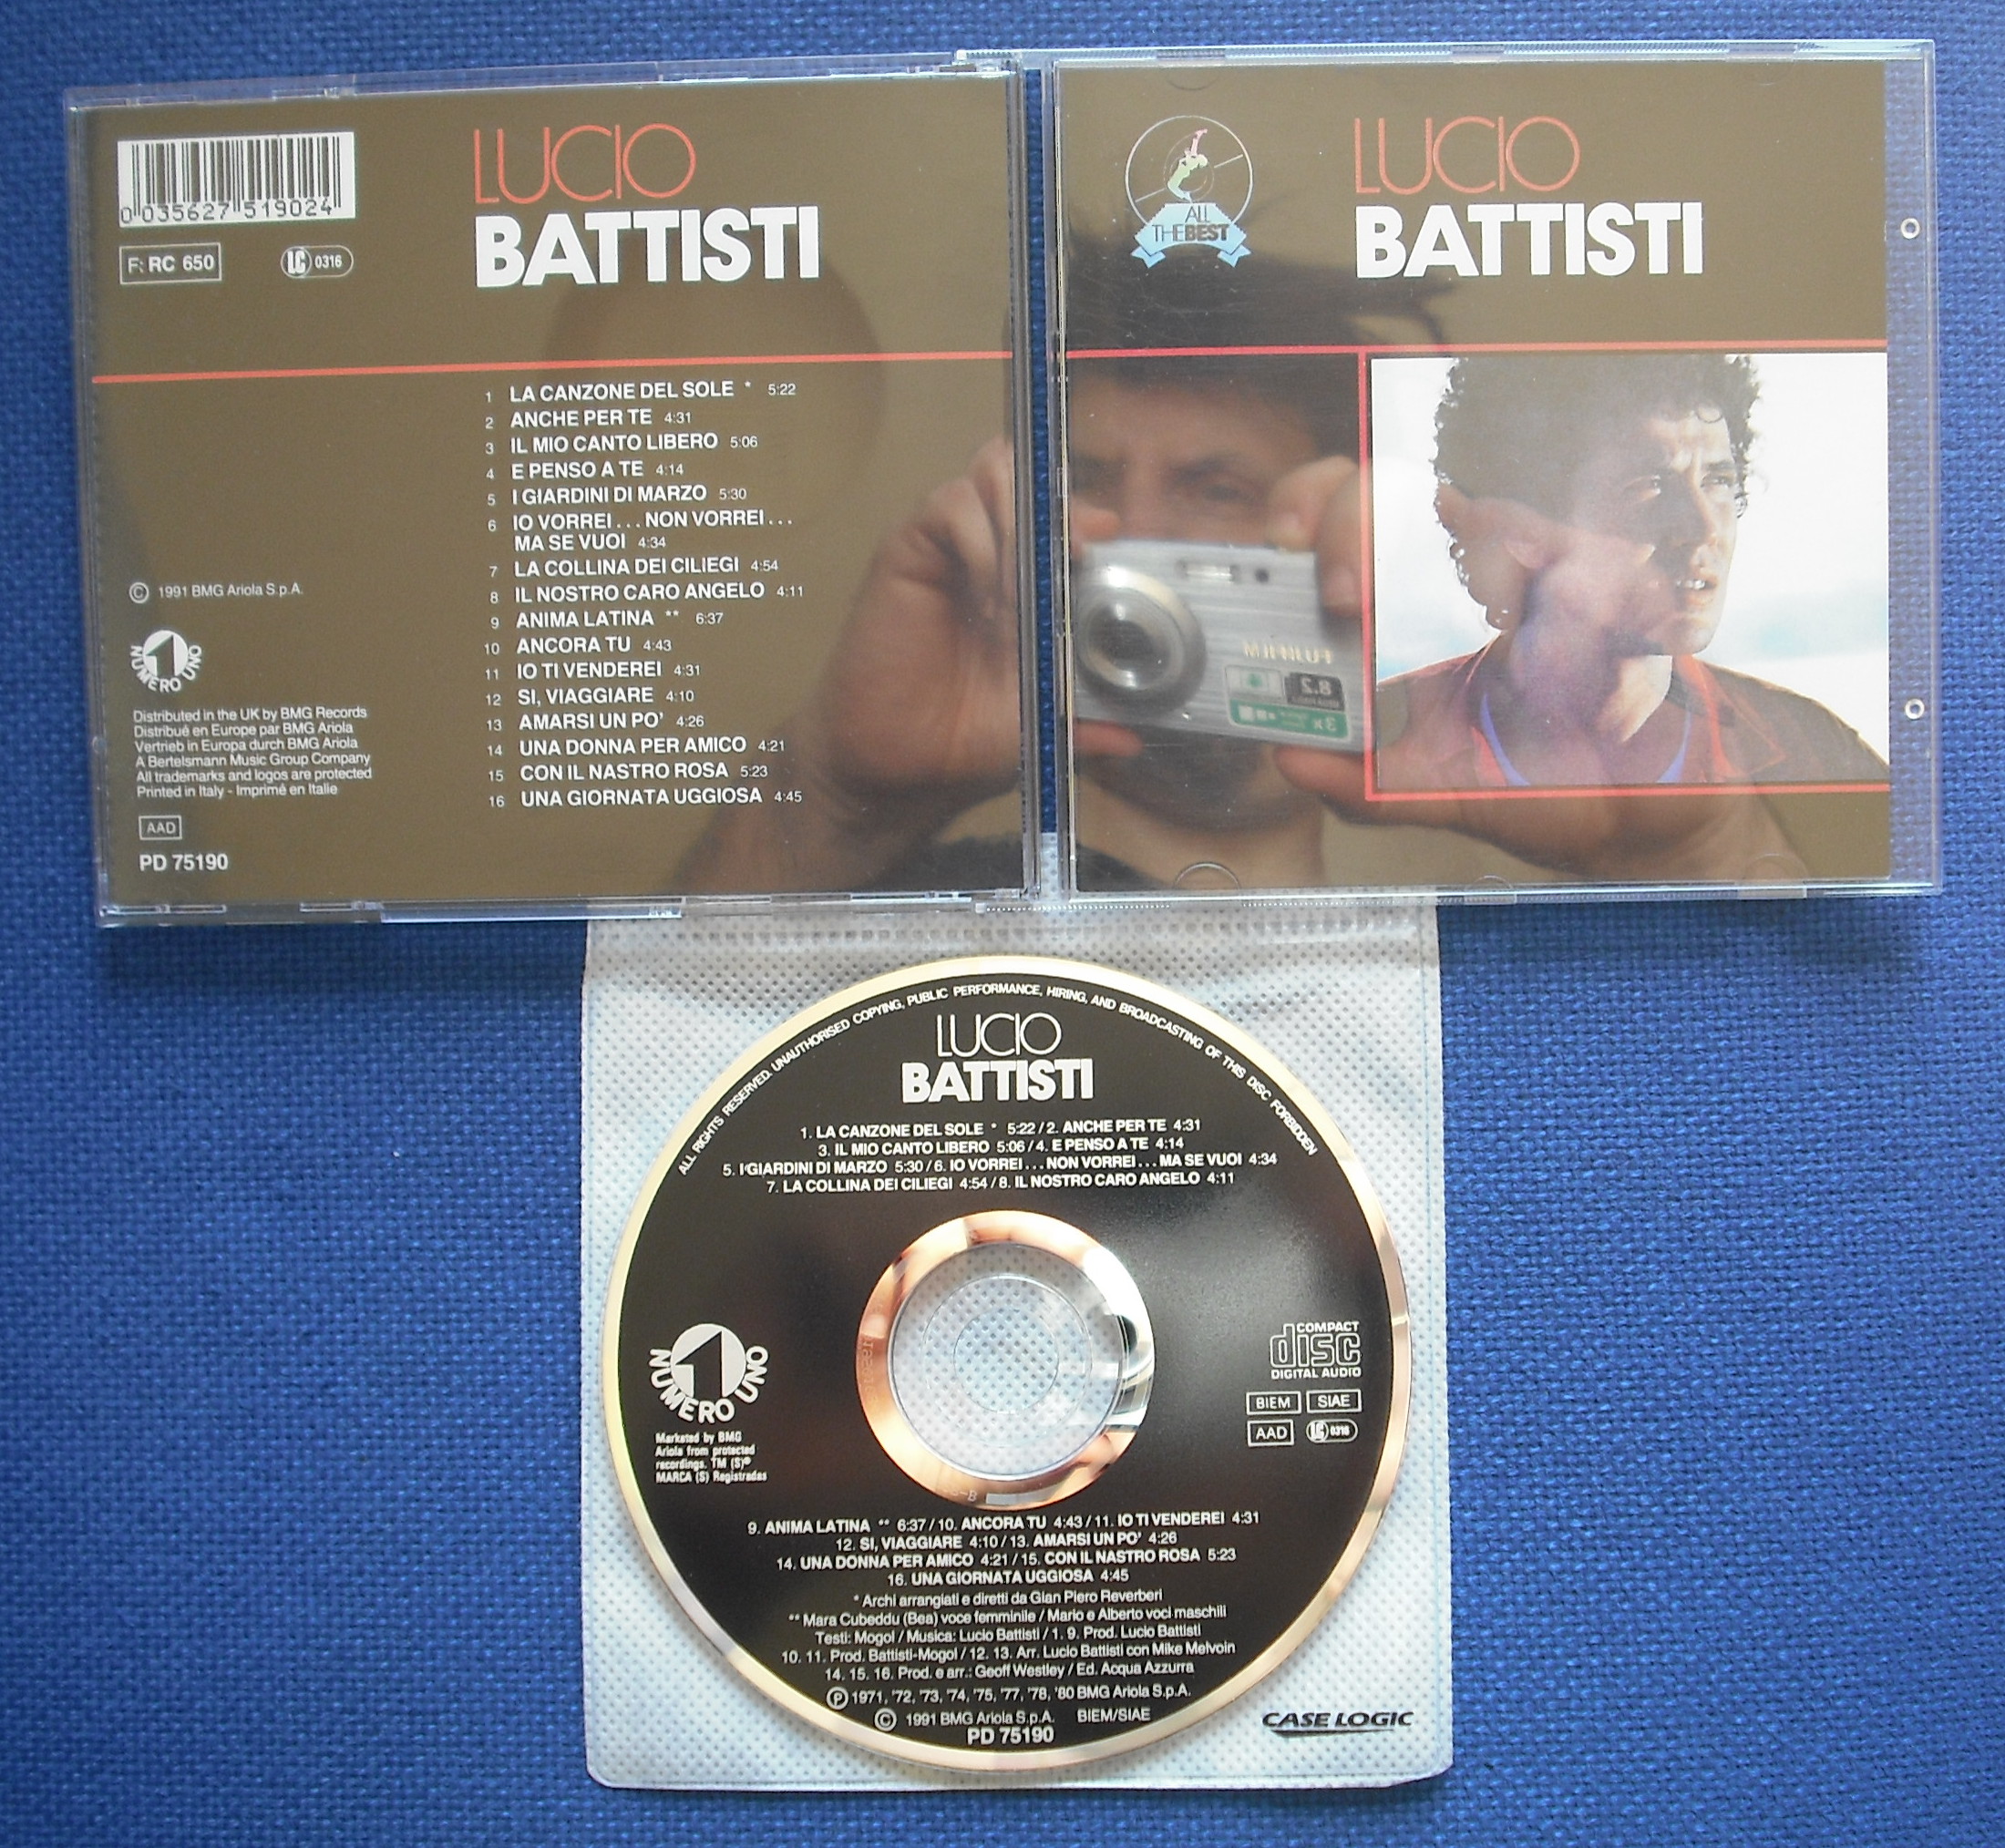 0 035627 519024
F: RC 650
LC 0316
LUCIO
BATTISTI
1 LA CANZONE DEL SOLE * 5:22
2 ANCHE PER TE 4:31
3 IL MIO CANTO LIBERO 5:06
4 E PENSO A TE 4:14
5 I GIARDINI DI MARZO 5:30
6 IO VORREI... NON VORREI...
MA SE VUOI 4:34
7 LA COLLINA DEI CILIEGI 4:54
8 IL NOSTRO CARO ANGELO 4:11
9 ANIMA LATINA ** 6:37
10 ANCORA TU 4:43
11 IO TI VENDEREI 4:31
12 SI, VIAGGIARE 4:10
13 AMARSI UN PO' 4:26
14 UNA DONNA PER AMICO 4:21
15 CON IL NASTRO ROSA 5:23
16 UNA GIORNATA UGGIOSA 4:45
© 1991 BMG Ariola S.p.A.
1
NUMERO UNO
Distributed in the UK by BMG Records
Distribué en Europe par BMG Ariola
Vertrieb in Europa durch BMG Ariola
A Bertelsmann Music Group Company
All trademarks and logos are protected
Printed in Italy - Imprimé en Italie
AAD
PD 75190
ALL
THE BEST
LUCIO
BATTISTI
FUJIFILM
8.2
3x
ALL RIGHTS RESERVED. UNAUTHORISED COPYING, PUBLIC PERFORMANCE, HIRING, AND BROADCASTING OF THIS DISC FORBIDDEN
LUCIO
BATTISTI
1. LA CANZONE DEL SOLE * 5:22 / 2. ANCHE PER TE 4:31
3. IL MIO CANTO LIBERO 5:06 / 4. E PENSO A TE 4:14
5. I GIARDINI DI MARZO 5:30 / 6. IO VORREI... NON VORREI... MA SE VUOI 4:34
7. LA COLLINA DEI CILIEGI 4:54 / 8. IL NOSTRO CARO ANGELO 4:11
1
NUMERO UNO
Marketed by BMG
Ariola from protected
recordings. TM (S)®
MARCA (S) Registradas
COMPACT
disc
DIGITAL AUDIO
BIEM SIAE
AAD LC 0316
9. ANIMA LATINA ** 6:37 / 10. ANCORA TU 4:43 / 11. IO TI VENDEREI 4:31
12. SI, VIAGGIARE 4:10 / 13. AMARSI UN PO' 4:26
14. UNA DONNA PER AMICO 4:21 / 15. CON IL NASTRO ROSA 5:23
16. UNA GIORNATA UGGIOSA 4:45
* Archi arrangiati e diretti da Gian Piero Reverberi
** Mara Cubeddu (Bea) voce femminile / Mario e Alberto voci maschili
Testi: Mogol / Musica: Lucio Battisti / 1. 9. Prod. Lucio Battisti
10. 11. Prod. Battisti-Mogol / 12. 13. Arr. Lucio Battisti con Mike Melvoin
14. 15. 16. Prod. e arr.: Geoff Westley / Ed. Acqua Azzurra
℗ 1971, '72, '73, '74, '75, '77, '78, '80 BMG Ariola S.p.A.
© 1991 BMG Ariola S.p.A. BIEM/SIAE
PD 75190
CASE LOGIC